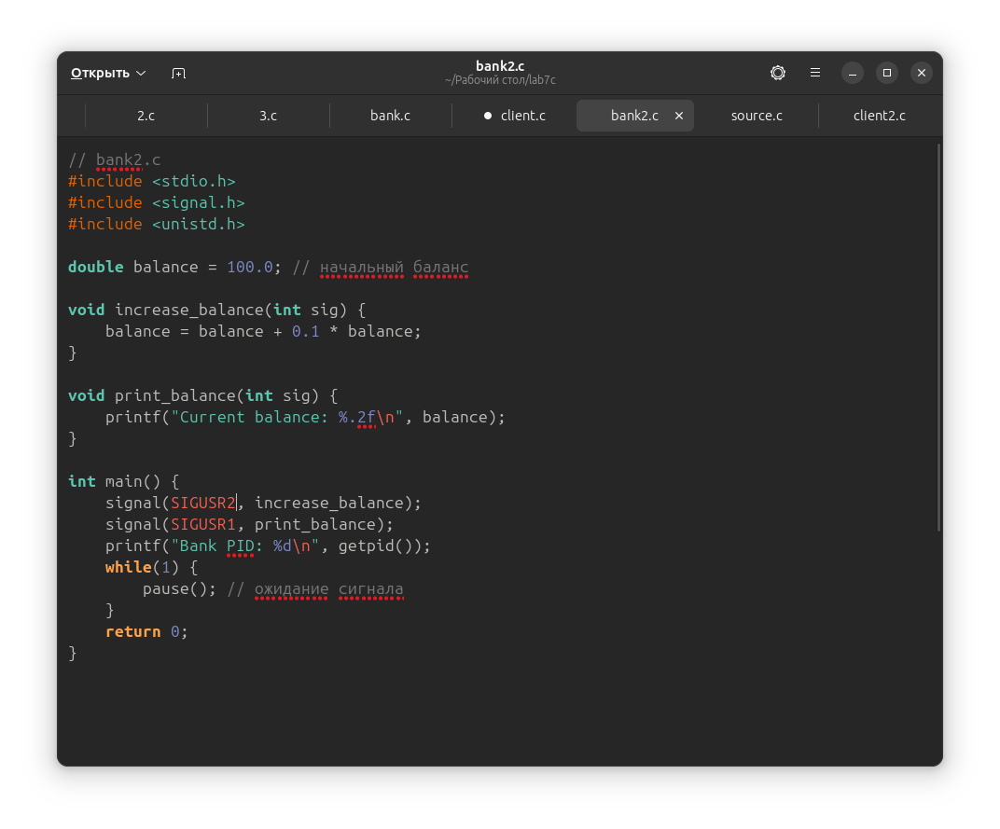 Открыть
bank2.c
~/Рабочий стол/lab7c
2.c
3.c
bank.c
client.c
bank2.c
source.c
client2.c
// bank2.c
#include <stdio.h>
#include <signal.h>
#include <unistd.h>
double balance = 100.0; // начальный баланс
void increase_balance(int sig) {
    balance = balance + 0.1 * balance;
}
void print_balance(int sig) {
    printf("Current balance: %.2f\n", balance);
}
int main() {
    signal(SIGUSR2, increase_balance);
    signal(SIGUSR1, print_balance);
    printf("Bank PID: %d\n", getpid());
    while(1) {
        pause(); // ожидание сигнала
    }
    return 0;
}